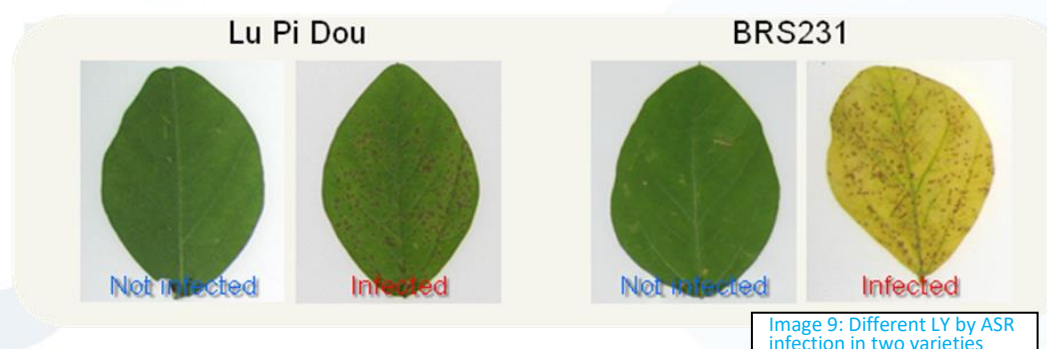 Lu Pi Dou
BRS231
Not infected
Infected
Not infected
Infected
Image 9: Different LY by ASR
infection in two varieties